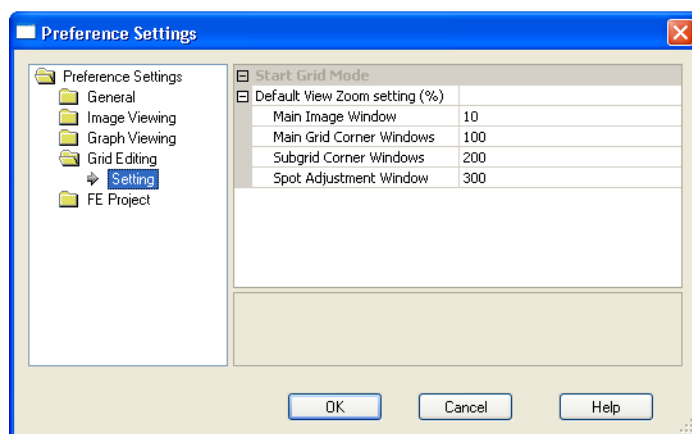 Preference Settings
Preference Settings
General
Image Viewing
Graph Viewing
Grid Editing
Setting
FE Project
Start Grid Mode
Default View Zoom setting (%)
Main Image Window 10
Main Grid Corner Windows 100
Subgrid Corner Windows 200
Spot Adjustment Window 300
OK Cancel Help